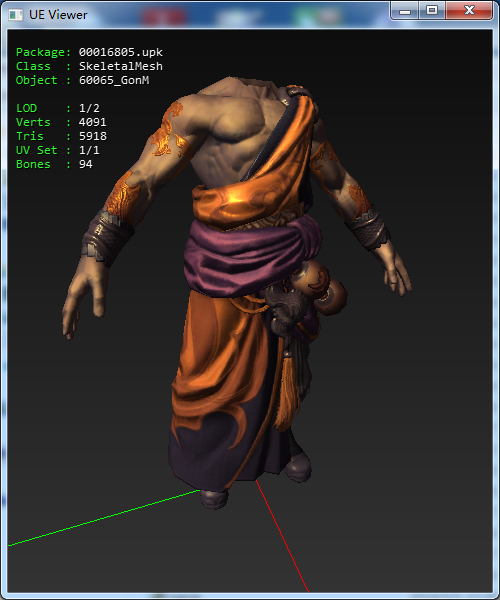 UE Viewer
Package: 00016805.upk
Class : SkeletalMesh
Object : 60065_GonM
LOD : 1/2
Verts : 4091
Tris : 5918
UV Set : 1/1
Bones : 94